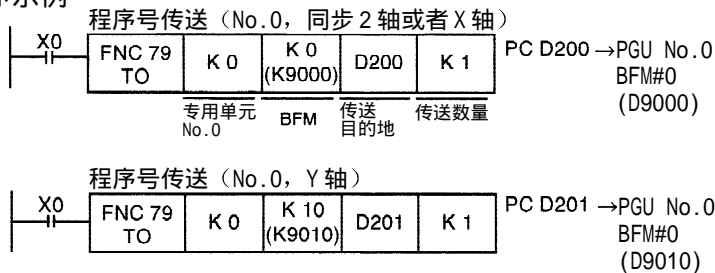 程序号传送（No.0，同步2轴或者X轴）
X0 FNC 79 TO K 0 K 0 (K9000) D200 K 1 PC D200 →PGU No.0
BFM#0
(D9000)
专用单元 No.0 BFM 传送目的地 传送数量
程序号传送（No.0，Y轴）
X0 FNC 79 TO K 0 K 10 (K9010) D201 K 1 PC D201 →PGU No.0
BFM#0
(D9010)